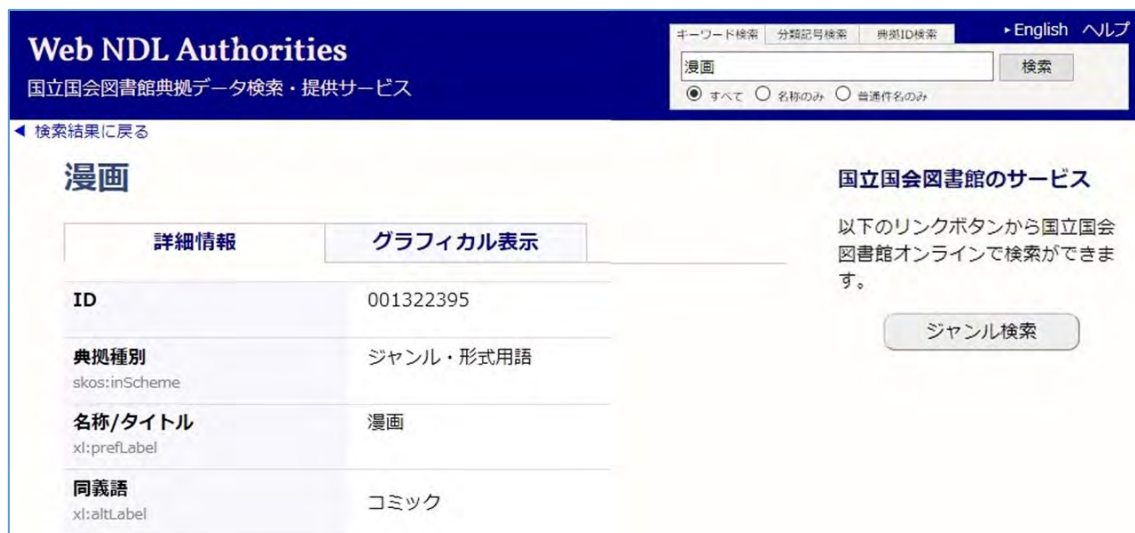 Web NDL Authorities
国立国会図書館典拠データ検索・提供サービス
キーワード検索 分類記号検索 典拠ID検索
▸English ヘルプ
漫画 検索
すべて 名称のみ 普通件名のみ
◀ 検索結果に戻る
漫画
詳細情報 グラフィカル表示
ID 001322395
典拠種別 ジャンル・形式用語
skos:inScheme
名称/タイトル 漫画
xl:prefLabel
同義語 コミック
xl:altLabel
国立国会図書館のサービス
以下のリンクボタンから国立国会
図書館オンラインで検索ができま
す。
ジャンル検索